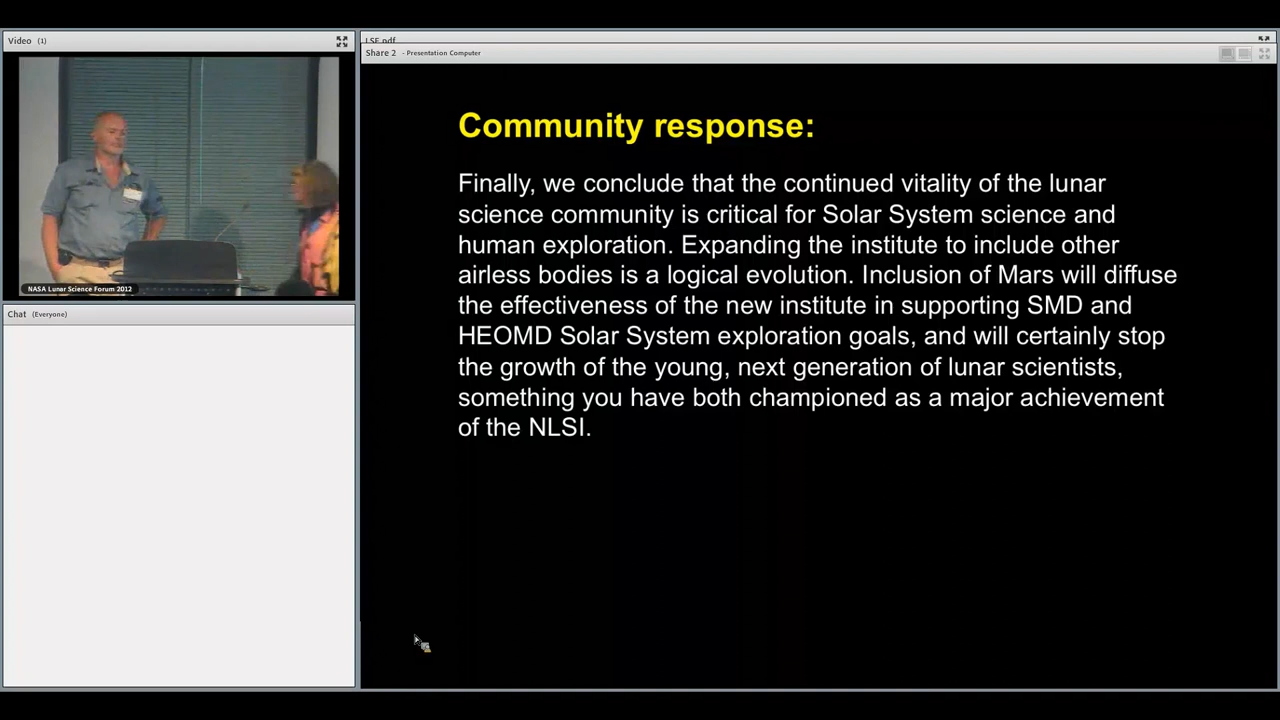 Video (1)
NASA Lunar Science Forum 2012
Chat (Everyone)
LSF.pdf
Share 2 - Presentation Computer
Community response:
Finally, we conclude that the continued vitality of the lunar
science community is critical for Solar System science and
human exploration. Expanding the institute to include other
airless bodies is a logical evolution. Inclusion of Mars will diffuse
the effectiveness of the new institute in supporting SMD and
HEOMD Solar System exploration goals, and will certainly stop
the growth of the young, next generation of lunar scientists,
something you have both championed as a major achievement
of the NLSI.